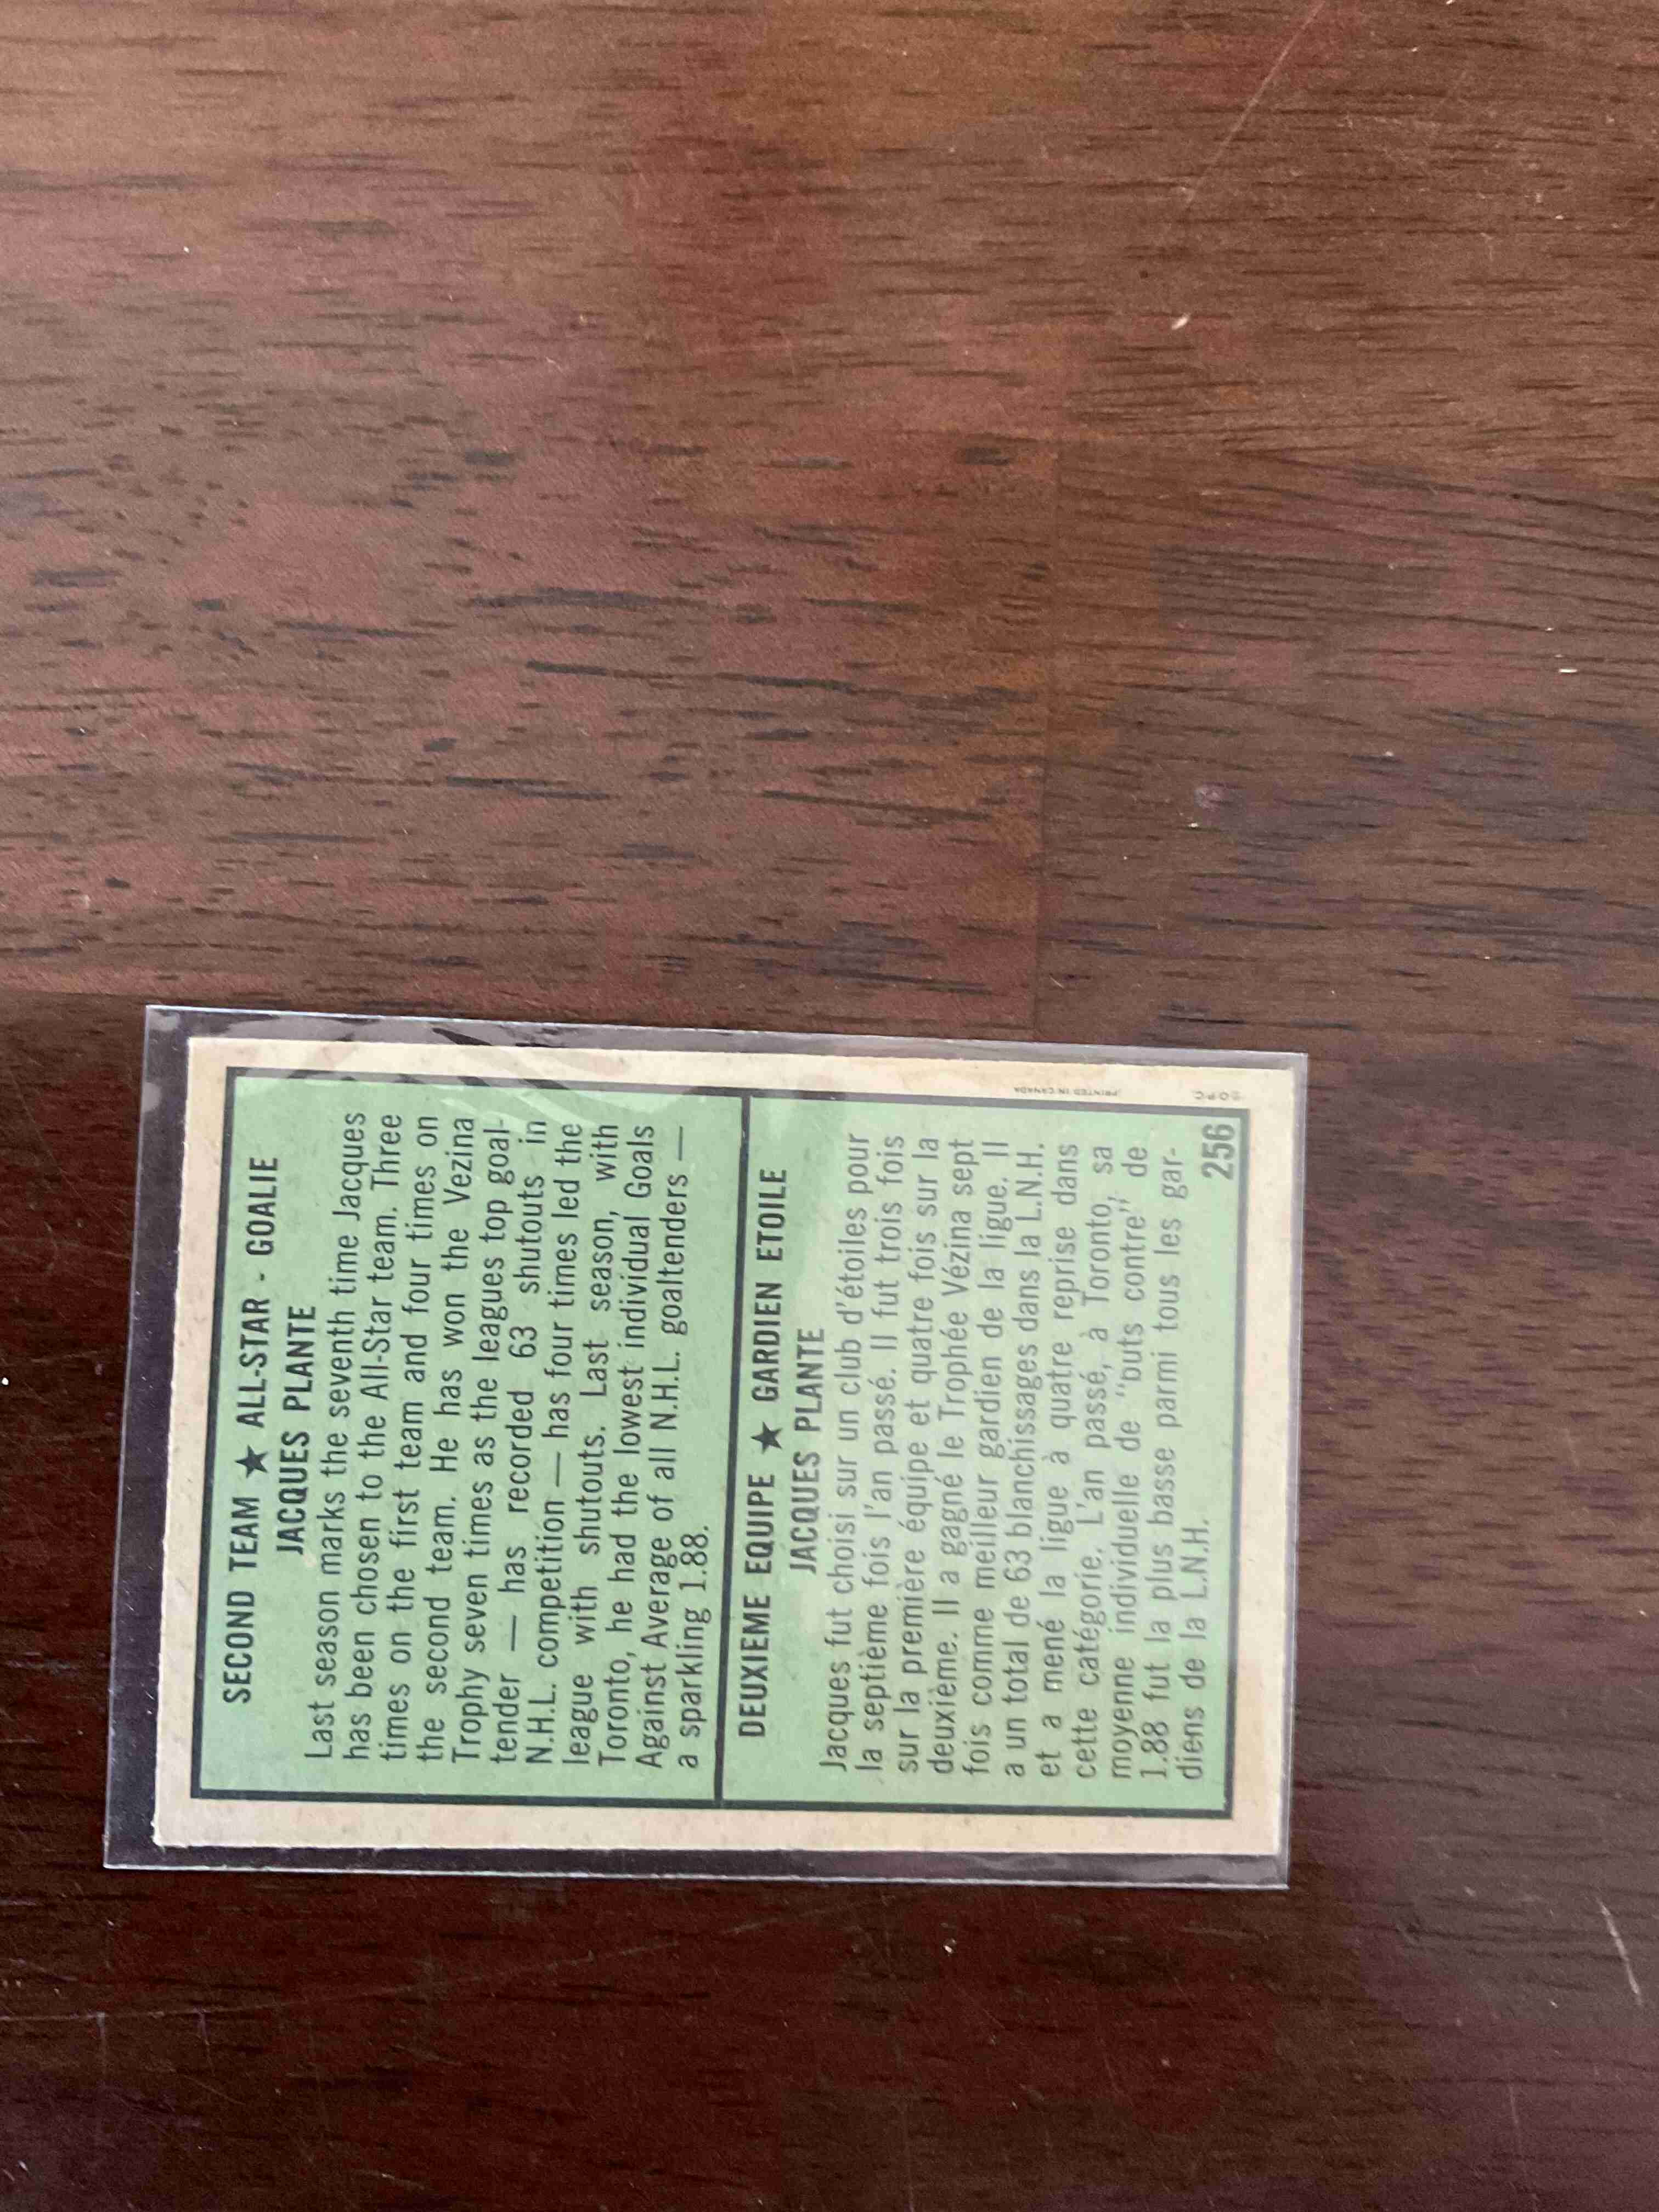 SECOND TEAM ★ ALL-STAR - GOALIE
JACQUES PLANTE
Last season marks the seventh time Jacques
has been chosen to the All-Star team. Three
times on the first team and four times on
the second team. He has won the Vezina
Trophy seven times as the leagues top goal-
tender — has recorded 63 shutouts in
N.H.L. competition — has four times led the
league with shutouts. Last season, with
Toronto, he had the lowest individual Goals
Against Average of all N.H.L. goaltenders —
a sparkling 1.88.
DEUXIEME EQUIPE ★ GARDIEN ETOILE
JACQUES PLANTE
Jacques fut choisi sur un club d'étoiles pour
la septième fois l'an passé. Il fut trois fois
sur la première équipe et quatre fois sur la
deuxième. Il a gagné le Trophée Vézina sept
fois comme meilleur gardien de la ligue. Il
a un total de 63 blanchissages dans la L.N.H.
et a mené la ligue à quatre reprise dans
cette catégorie. L'an passé, à Toronto, sa
moyenne individuelle de "buts contre", de
1.88 fut la plus basse parmi tous les gar-
diens de la L.N.H.
256
PRINTED IN CANADA
OPC